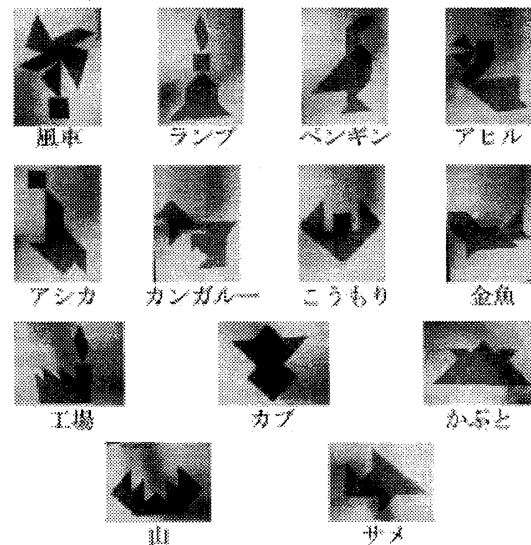 風車 ランプ ペンギン アヒル
アシカ カンガルー こうもり 金魚
工場 カブ かぶと
山 サメ